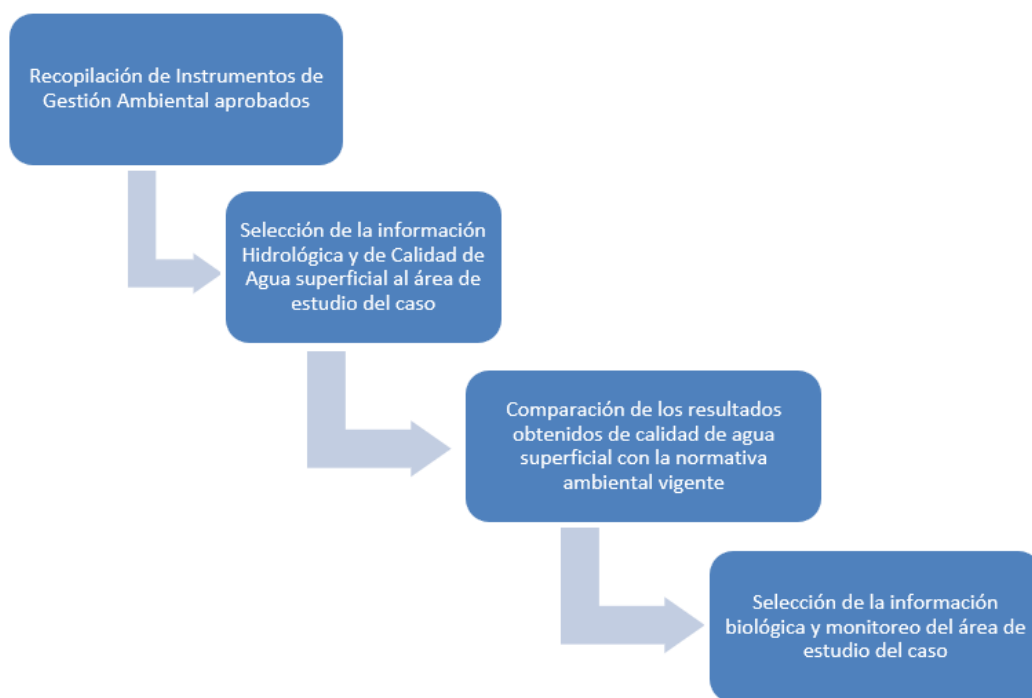 Recopilación de Instrumentos de
Gestión Ambiental aprobados
Selección de la información
Hidrológica y de Calidad de
Agua superficial al área de
estudio del caso
Comparación de los resultados
obtenidos de calidad de agua
superficial con la normativa
ambiental vigente
Selección de la información
biológica y monitoreo del área de
estudio del caso